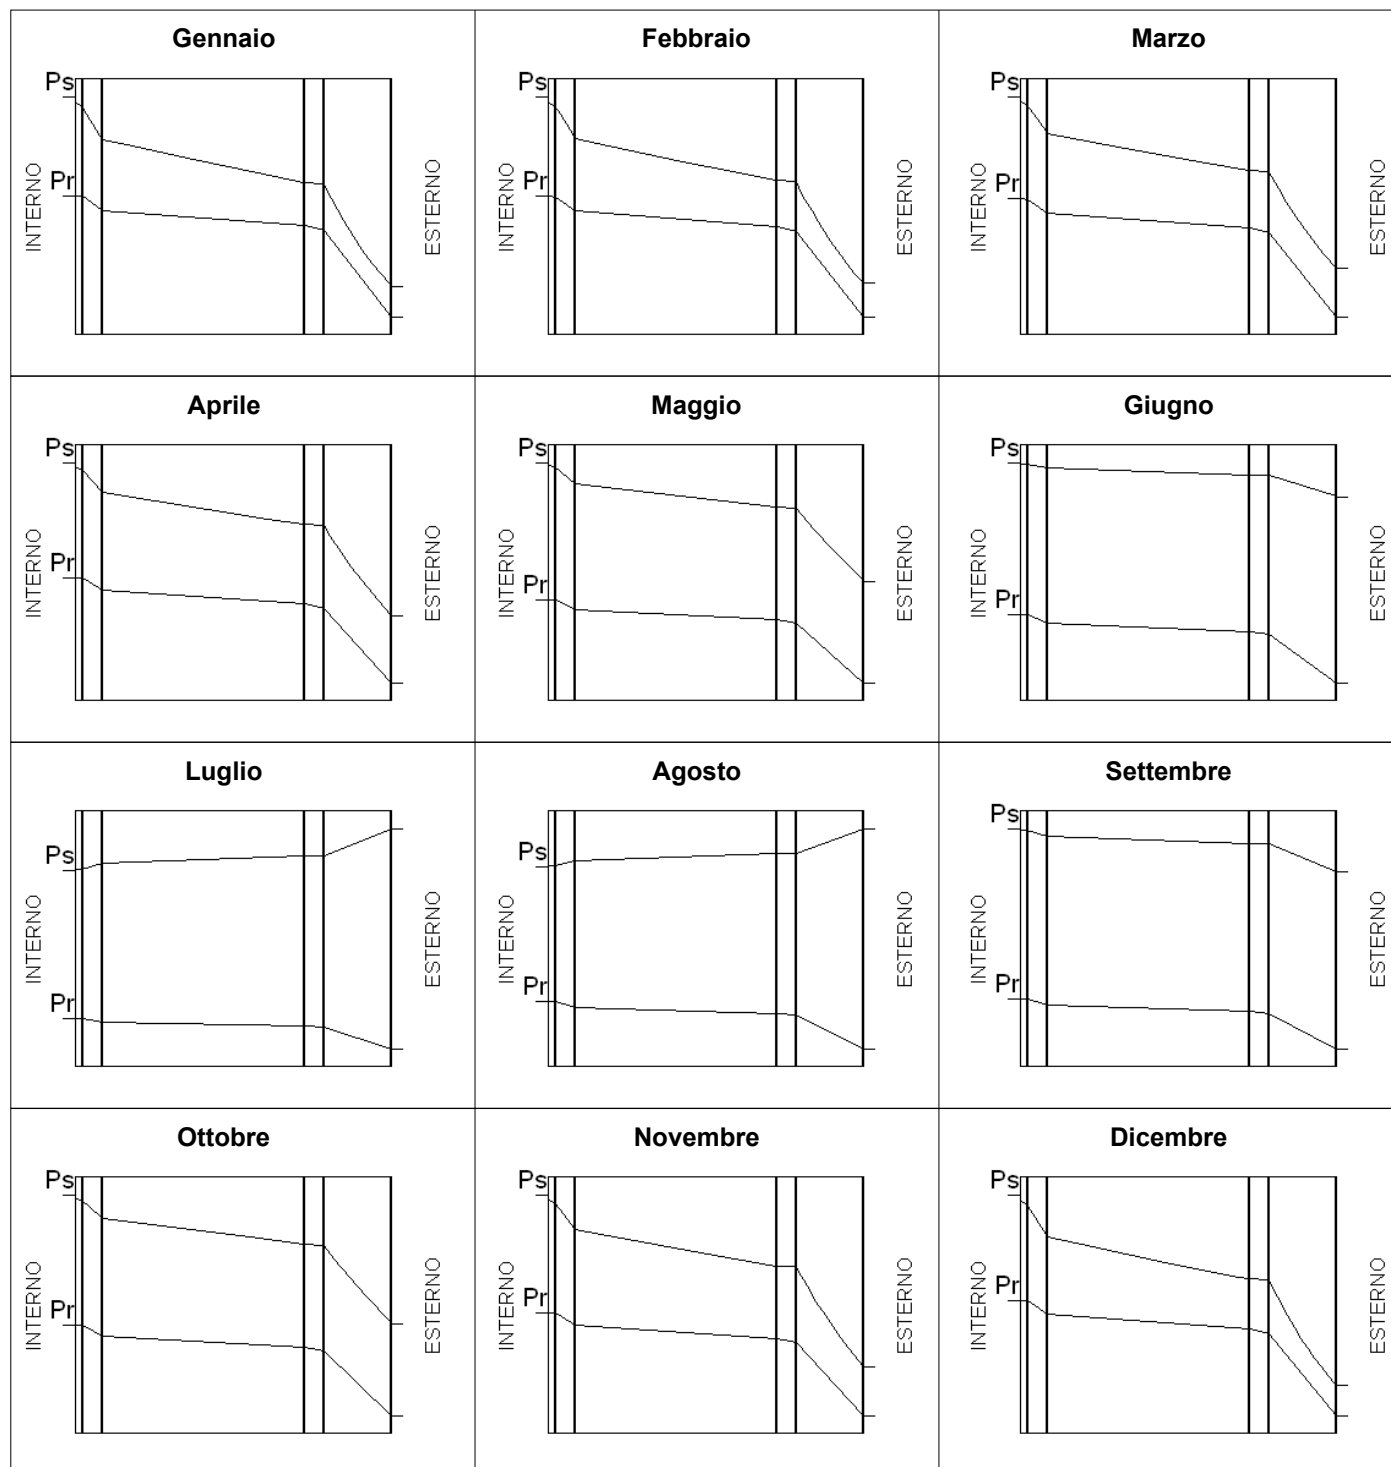 Gennaio
Febbraio
Marzo
Ps
Pr
INTERNO
ESTERNO
Ps
Pr
INTERNO
ESTERNO
Ps
Pr
INTERNO
ESTERNO
Aprile
Maggio
Giugno
Ps
Pr
INTERNO
ESTERNO
Ps
Pr
INTERNO
ESTERNO
Ps
Pr
INTERNO
ESTERNO
Luglio
Agosto
Settembre
Ps
Pr
INTERNO
ESTERNO
Ps
Pr
INTERNO
ESTERNO
Ps
Pr
INTERNO
ESTERNO
Ottobre
Novembre
Dicembre
Ps
Pr
INTERNO
ESTERNO
Ps
Pr
INTERNO
ESTERNO
Ps
Pr
INTERNO
ESTERNO